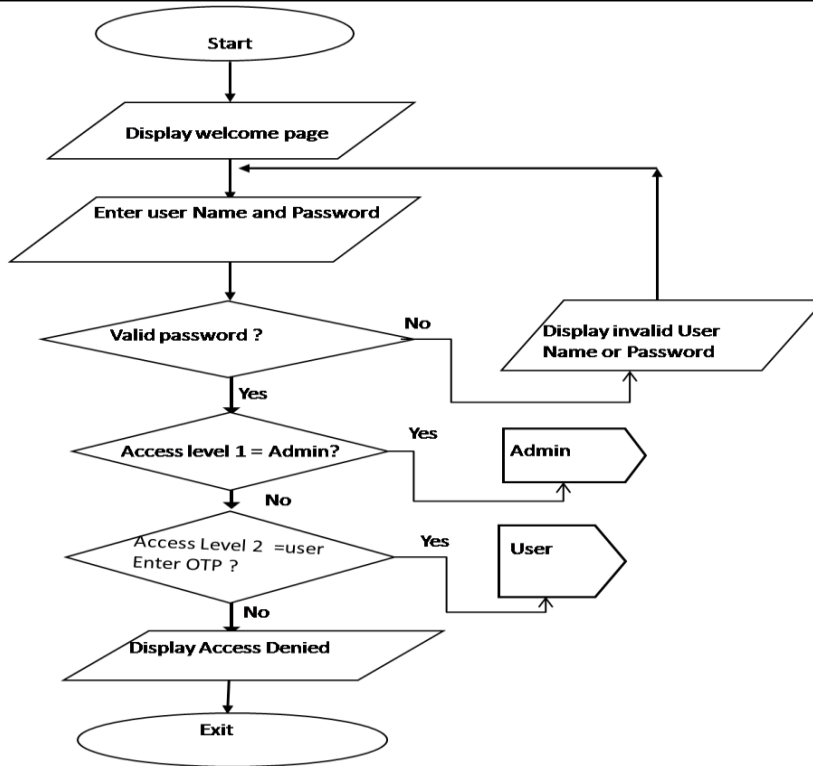 Start
Display welcome page
Enter user Name and Password
Valid password ?
No
Display invalid User
Name or Password
Yes
Access level 1 = Admin?
Yes
Admin
No
Access Level 2 =user
Enter OTP ?
Yes
User
No
Display Access Denied
Exit